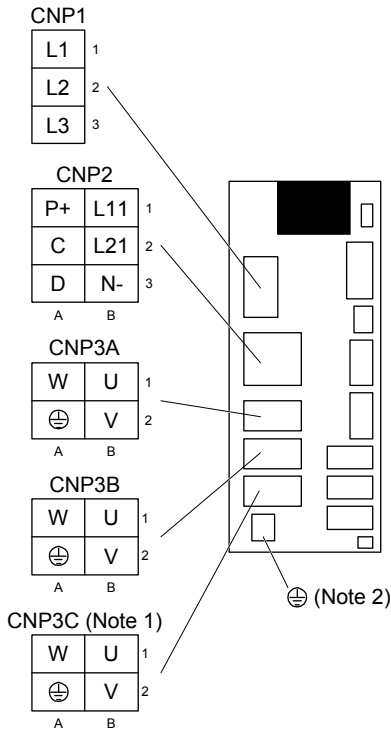 CNP1
L1 1
L2 2
L3 3
CNP2
P+ L11 1
C L21 2
D N- 3
A B
CNP3A
W U 1
⏚ V 2
A B
CNP3B
W U 1
⏚ V 2
A B
⏚ (Note 2)
CNP3C (Note 1)
W U 1
⏚ V 2
A B